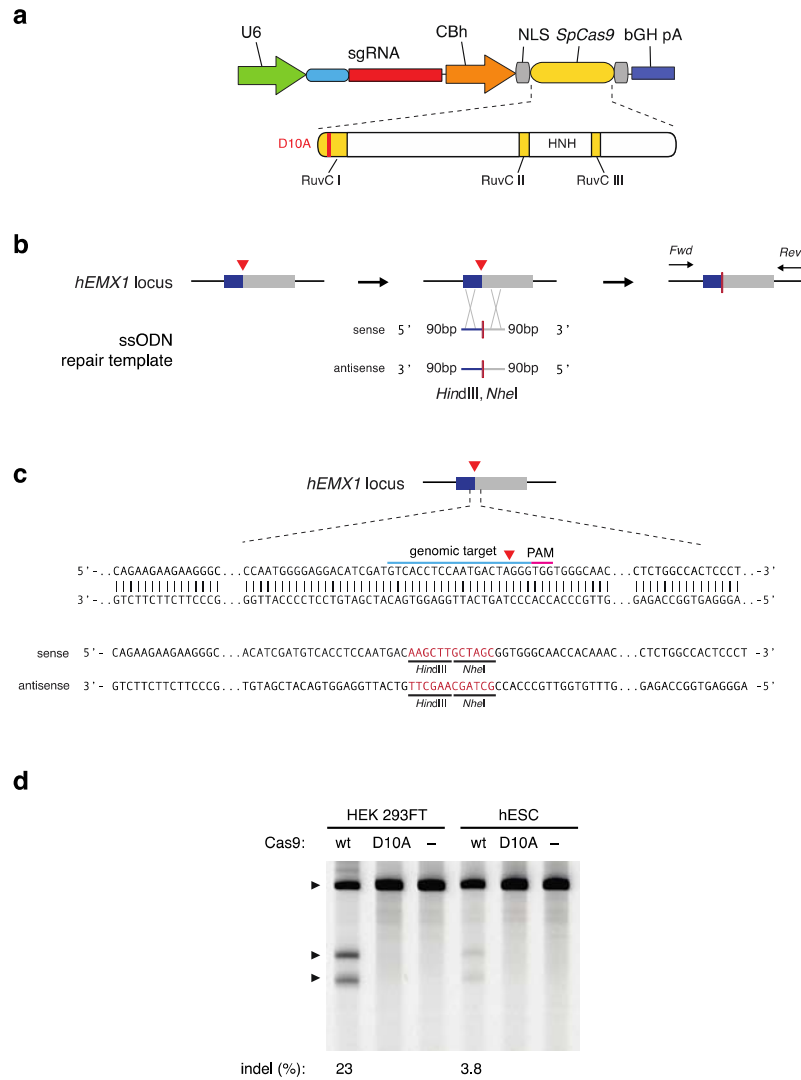 a
U6 sgRNA CBh NLS SpCas9 bGH pA
D10A HNH
RuvC I RuvC II RuvC III
b
Fwd Rev
hEMX1 locus
ssODN
repair template
sense 5' 90bp 90bp 3'
antisense 3' 90bp 90bp 5'
HindIII, NheI
c
hEMX1 locus
genomic target PAM
5'-..CAGAAGAAGAAGGGC...CCAATGGGGAGGACATCGATGTCACCTCCAATGACTAGGGTGGTGGGCAAC...CTCTGGCCACTCCCT..-3'
3'-..GTCTTCTTCTTCCCG...GGTTACCCCTCCTGTAGCTACAGTGGAGGTTACTGATCCCACCACCCGTTG...GAGACCGGTGAGGGA..-5'
sense 5'- CAGAAGAAGAAGGGC...ACATCGATGTCACCTCCAATGACAAGCTTGCTAGCGGTGGGCAACCACAAAC...CTCTGGCCACTCCCT -3'
HindIII NheI
antisense 3'- GTCTTCTTCTTCCCG...TGTAGCTACAGTGGAGGTTACTGTTCGAACGATCGCCACCCGTTGGTGTTTG...GAGACCGGTGAGGGA -5'
HindIII NheI
d
HEK 293FT hESC
Cas9: wt D10A – wt D10A –
indel (%): 23 3.8